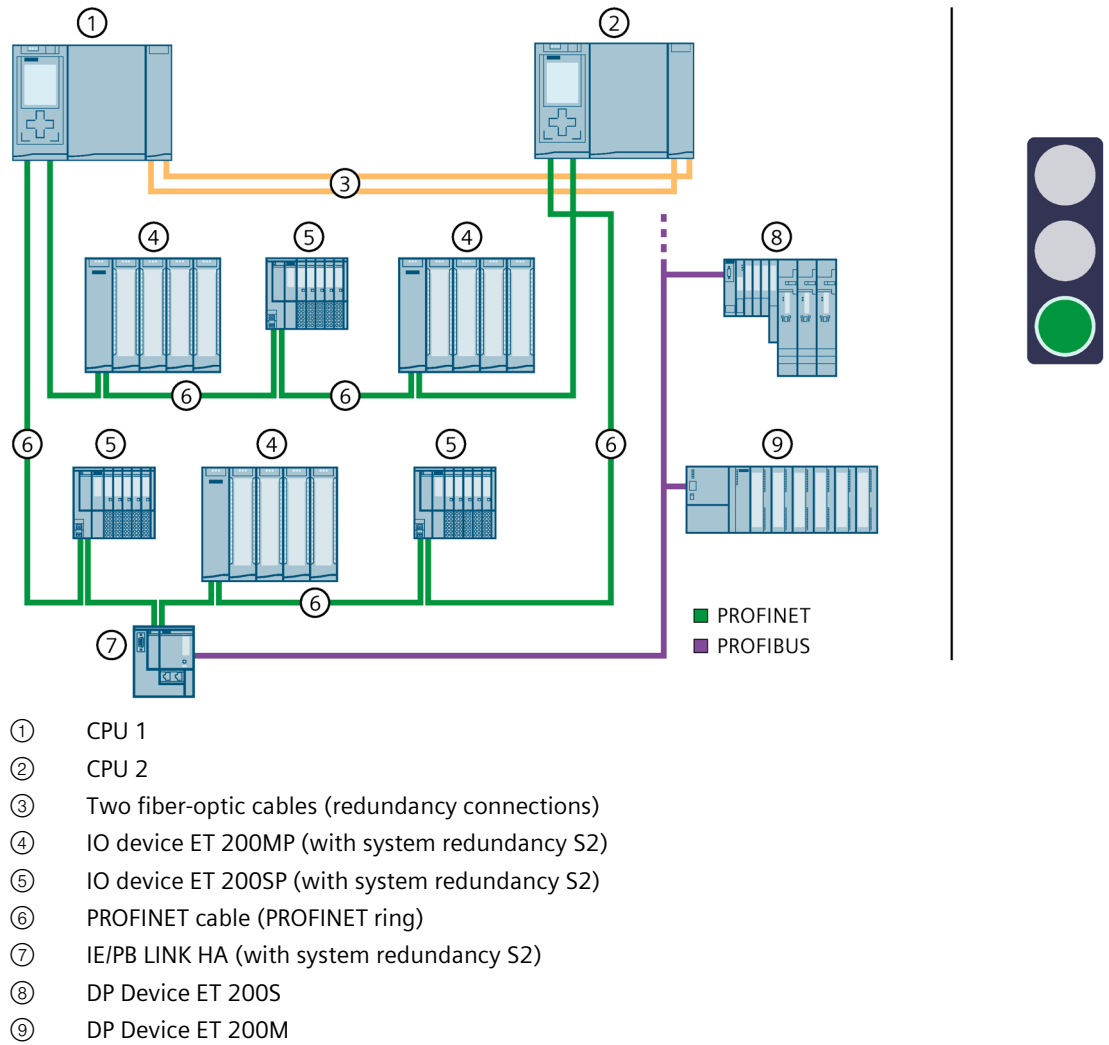 ① ②
③
④ ⑤ ④ ⑧
⑥ ⑥
⑥ ⑤ ④ ⑤ ⑥ ⑨
⑥
PROFINET
⑦ PROFIBUS
① CPU 1
② CPU 2
③ Two fiber-optic cables (redundancy connections)
④ IO device ET 200MP (with system redundancy S2)
⑤ IO device ET 200SP (with system redundancy S2)
⑥ PROFINET cable (PROFINET ring)
⑦ IE/PB LINK HA (with system redundancy S2)
⑧ DP Device ET 200S
⑨ DP Device ET 200M